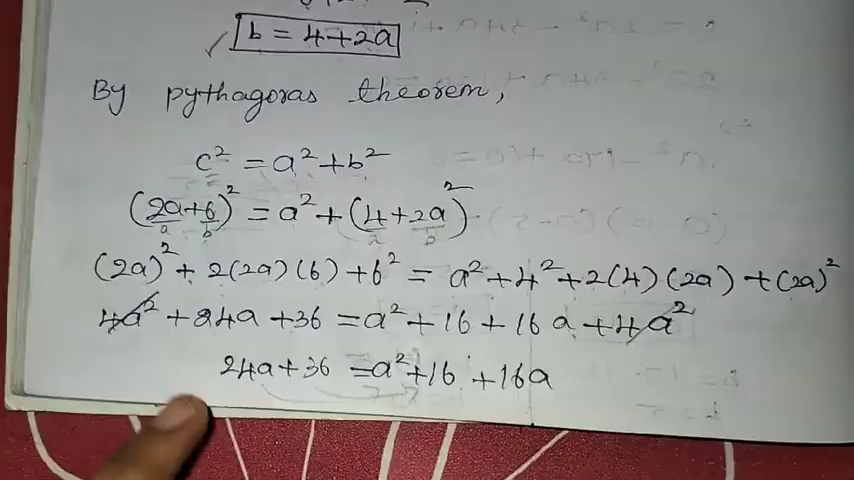 b = 4+2a
By pythagoras theorem,
c² = a² + b²
(2a+6)² = a² + (4+2a)²
a b a b
(2a)² + 2(2a)(6) + 6² = a² + 4² + 2(4)(2a) + (2a)²
4a² + 24a + 36 = a² + 16 + 16a + 4a²
24a + 36 = a² + 16 + 16a